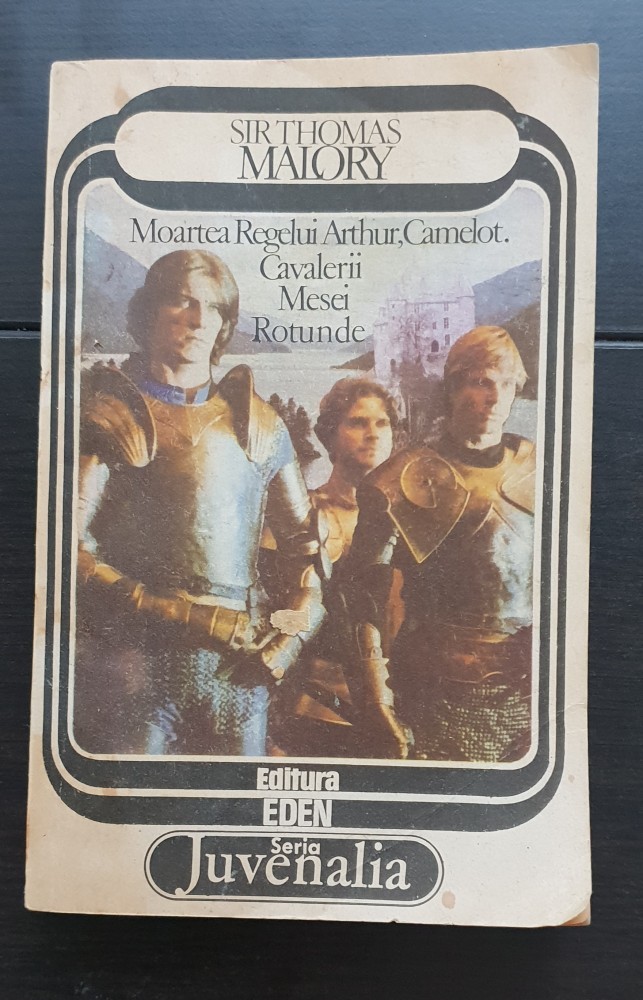 SIR THOMAS
MALORY
Moartea Regelui Arthur, Camelot.
Cavalerii
Mesei
Rotunde
Editura
EDEN
Seria
Juvenalia